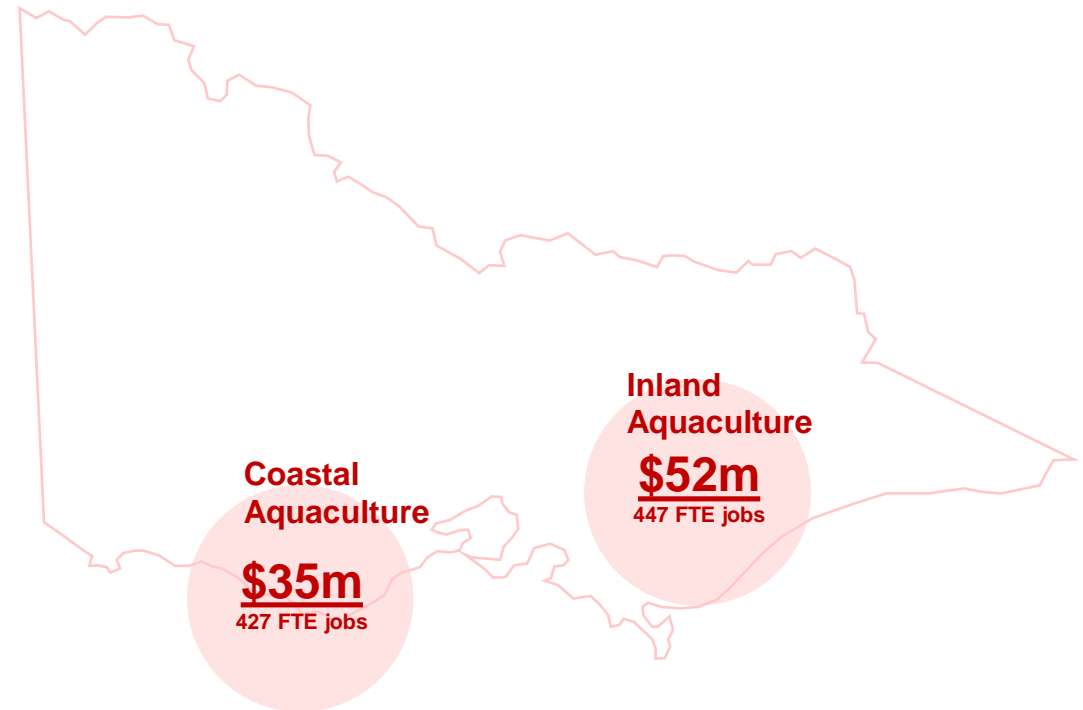 Inland
Aquaculture
$52m
447 FTE jobs
Coastal
Aquaculture
$35m
427 FTE jobs